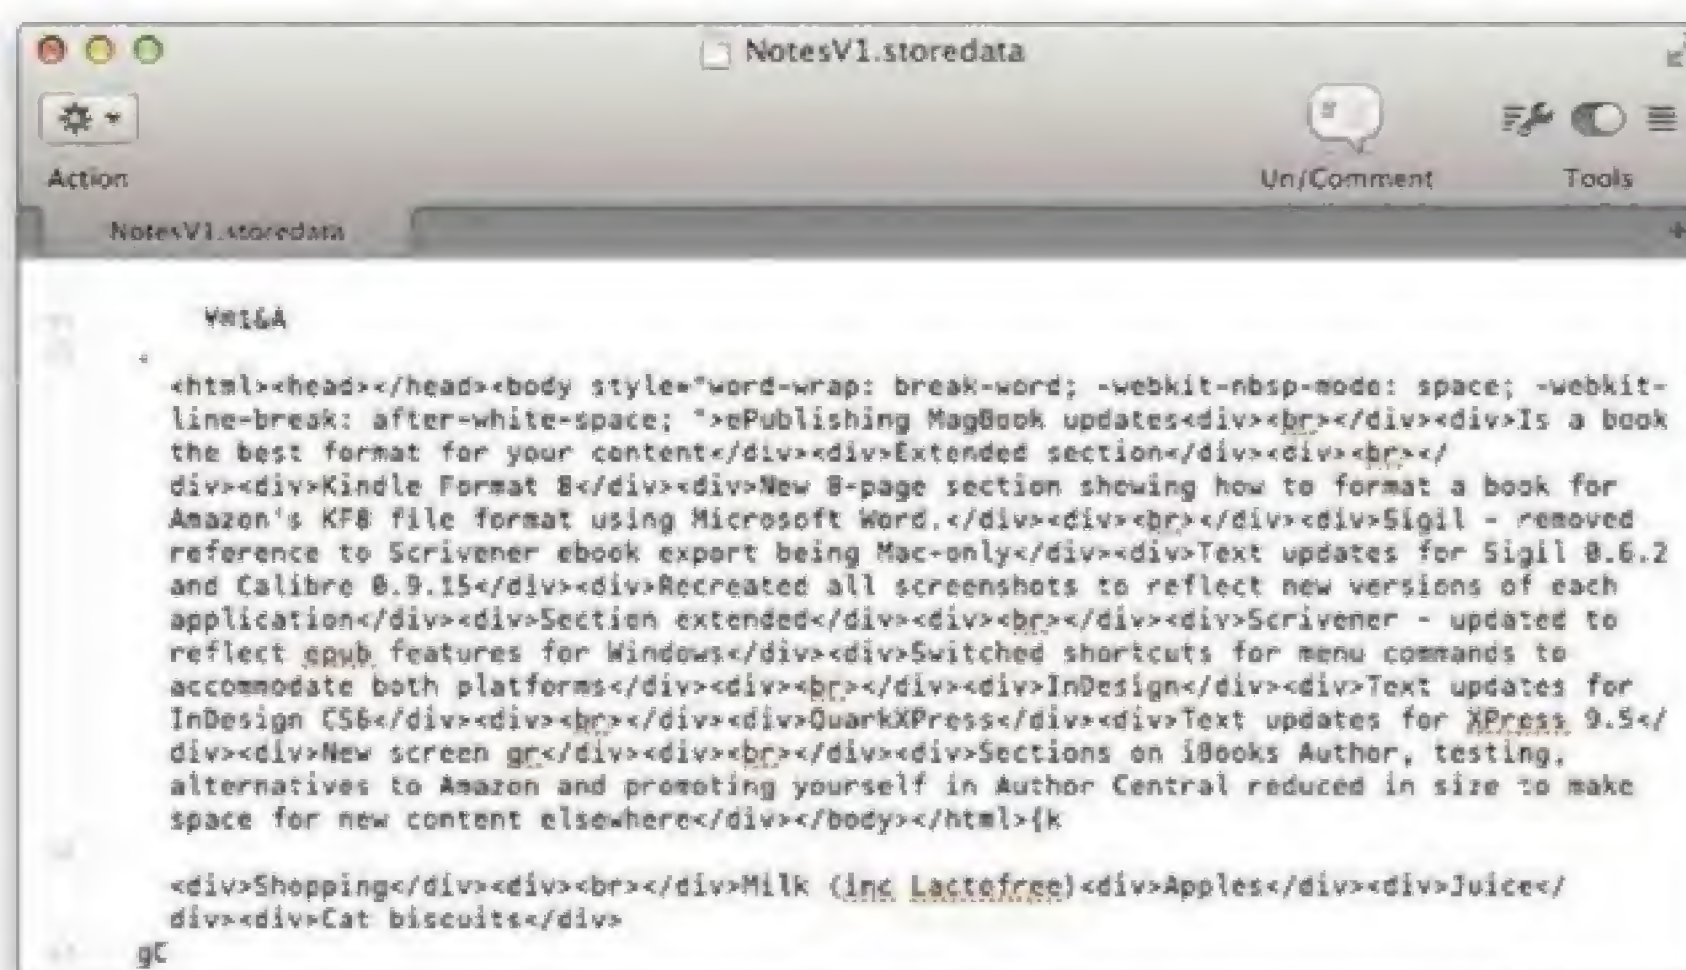 NotesV1.storedata
Action
Un/Comment
Tools
NotesV1.storedata
<html><head></head><body style="word-wrap: break-word; -webkit-nbsp-mode: space; -webkit-
line-break: after-white-space; ">ePublishing MagBook updates<div><br></div><div>Is a book
the best format for your content</div><div>Extended section</div><div><br></
div><div>Kindle Format 8</div><div>New 8-page section showing how to format a book for
Amazon's KF8 file format using Microsoft Word.</div><div><br></div><div>Sigil - removed
reference to Scrivener ebook export being Mac-only</div><div>Text updates for Sigil 0.6.2
and Calibre 0.9.15</div><div>Recreated all screenshots to reflect new versions of each
application</div><div>Section extended</div><div><br></div><div>Scrivener - updated to
reflect epub features for Windows</div><div>Switched shortcuts for menu commands to
accommodate both platforms</div><div><br></div><div>InDesign</div><div>Text updates for
InDesign CS6</div><div><br></div><div>QuarkXPress</div><div>Text updates for XPress 9.5</
div><div>New screen gr</div><div><br></div><div>Sections on iBooks Author, testing,
alternatives to Amazon and promoting yourself in Author Central reduced in size to make
space for new content elsewhere</div></body></html>{k
<div>Shopping</div><div><br></div>Milk (inc Lactofree)<div>Apples</div><div>Juice</
div><div>Cat biscuits</div>
gC